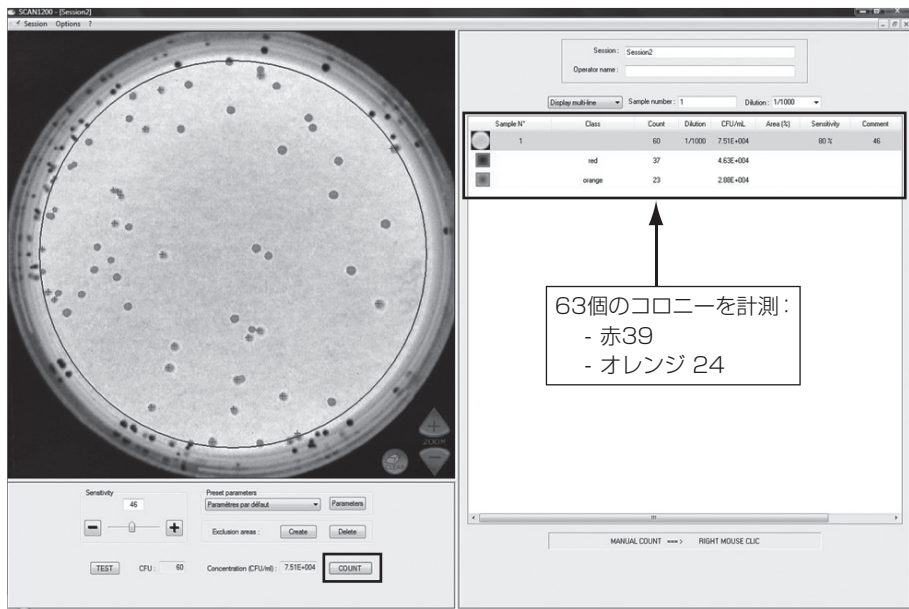 SCAN1200 - [Session2]
Session Options ?
Session : Session2
Operator name :
Display multi-line Sample number : 1 Dilution : 1/1000
Sample N° Class Count Dilution CFU/mL Area (%) Sensitivity Comment
1 60 1/1000 7.51E+004 80 % 46
red 37 4.63E+004
orange 23 2.88E+004
63個のコロニーを計測:
- 赤39
- オレンジ 24
ZOOM
CLEAR
Sensitivity
46
Preset parameters
Paramètres par défaut Parameters
Exclusion areas : Create Delete
TEST CFU : 60 Concentration (CFU/ml) : 7.51E+004 COUNT
MANUAL COUNT ===> RIGHT MOUSE CLIC